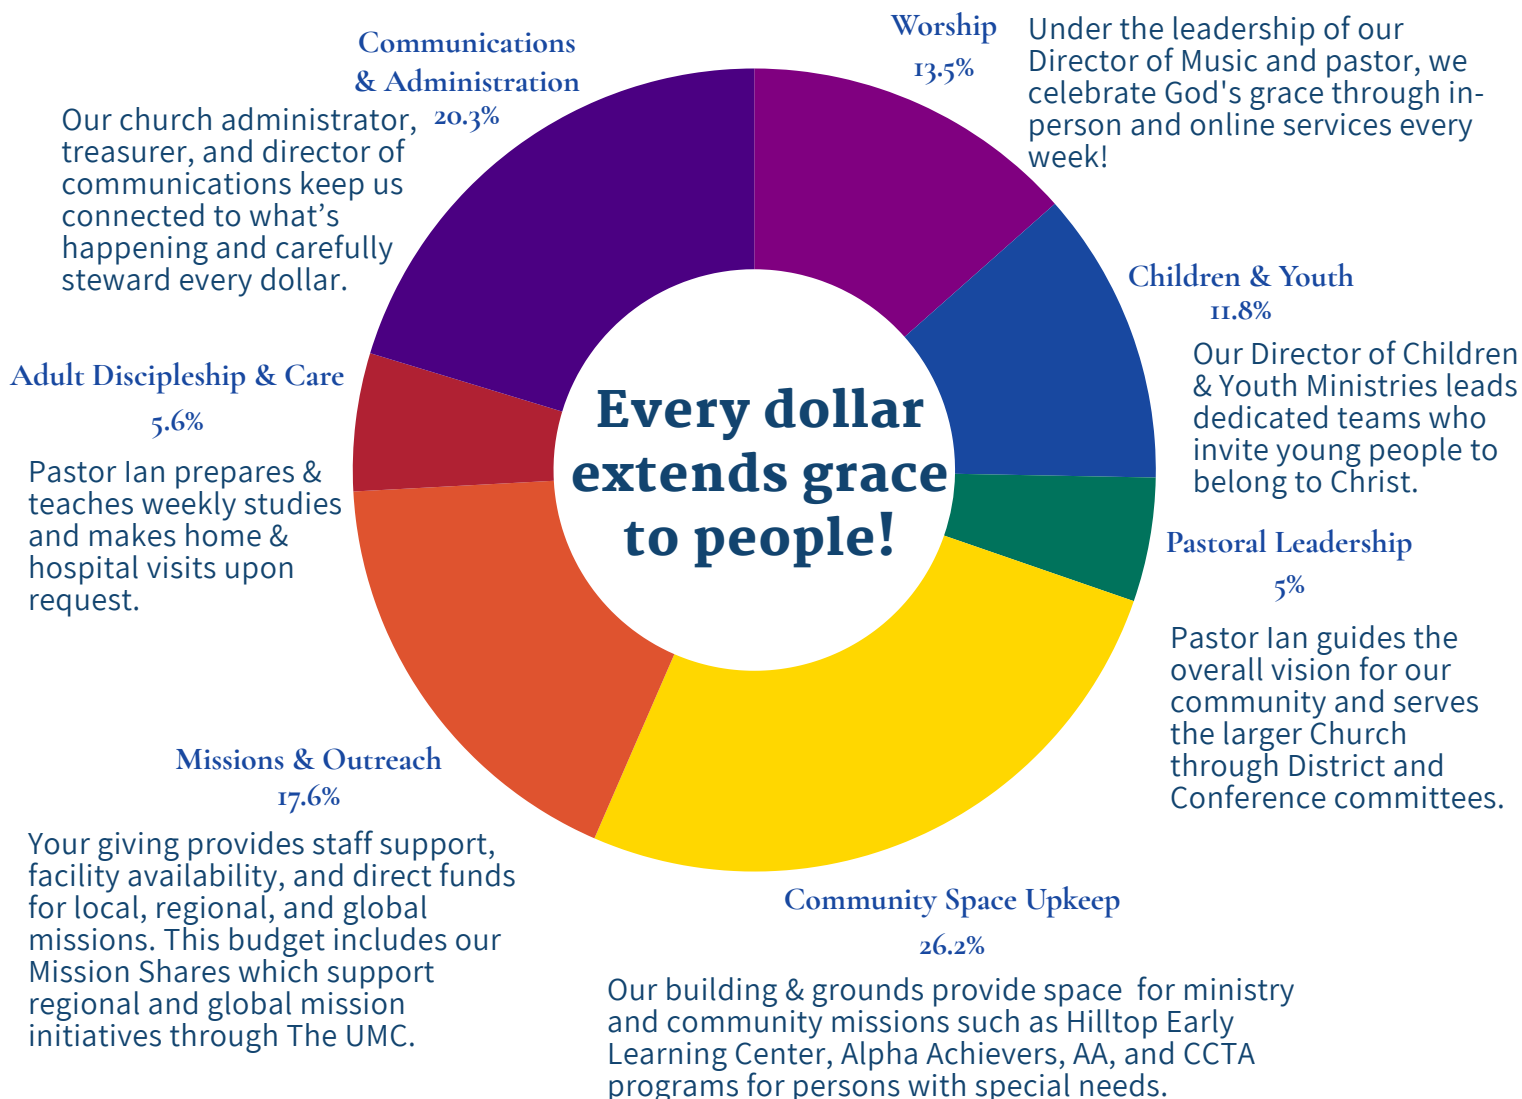 Communications
& Administration
20.3%
Our church administrator,
treasurer, and director of
communications keep us
connected to what’s
happening and carefully
steward every dollar.
Worship
13.5%
Under the leadership of our
Director of Music and pastor, we
celebrate God's grace through in-
person and online services every
week!
Children & Youth
11.8%
Our Director of Children
& Youth Ministries leads
dedicated teams who
invite young people to
belong to Christ.
Adult Discipleship & Care
5.6%
Pastor Ian prepares &
teaches weekly studies
and makes home &
hospital visits upon
request.
Every dollar
extends grace
to people!
Pastoral Leadership
5%
Pastor Ian guides the
overall vision for our
community and serves
the larger Church
through District and
Conference committees.
Missions & Outreach
17.6%
Your giving provides staff support,
facility availability, and direct funds
for local, regional, and global
missions. This budget includes our
Mission Shares which support
regional and global mission
initiatives through The UMC.
Community Space Upkeep
26.2%
Our building & grounds provide space  for ministry
and community missions such as Hilltop Early
Learning Center, Alpha Achievers, AA, and CCTA
programs for persons with special needs.